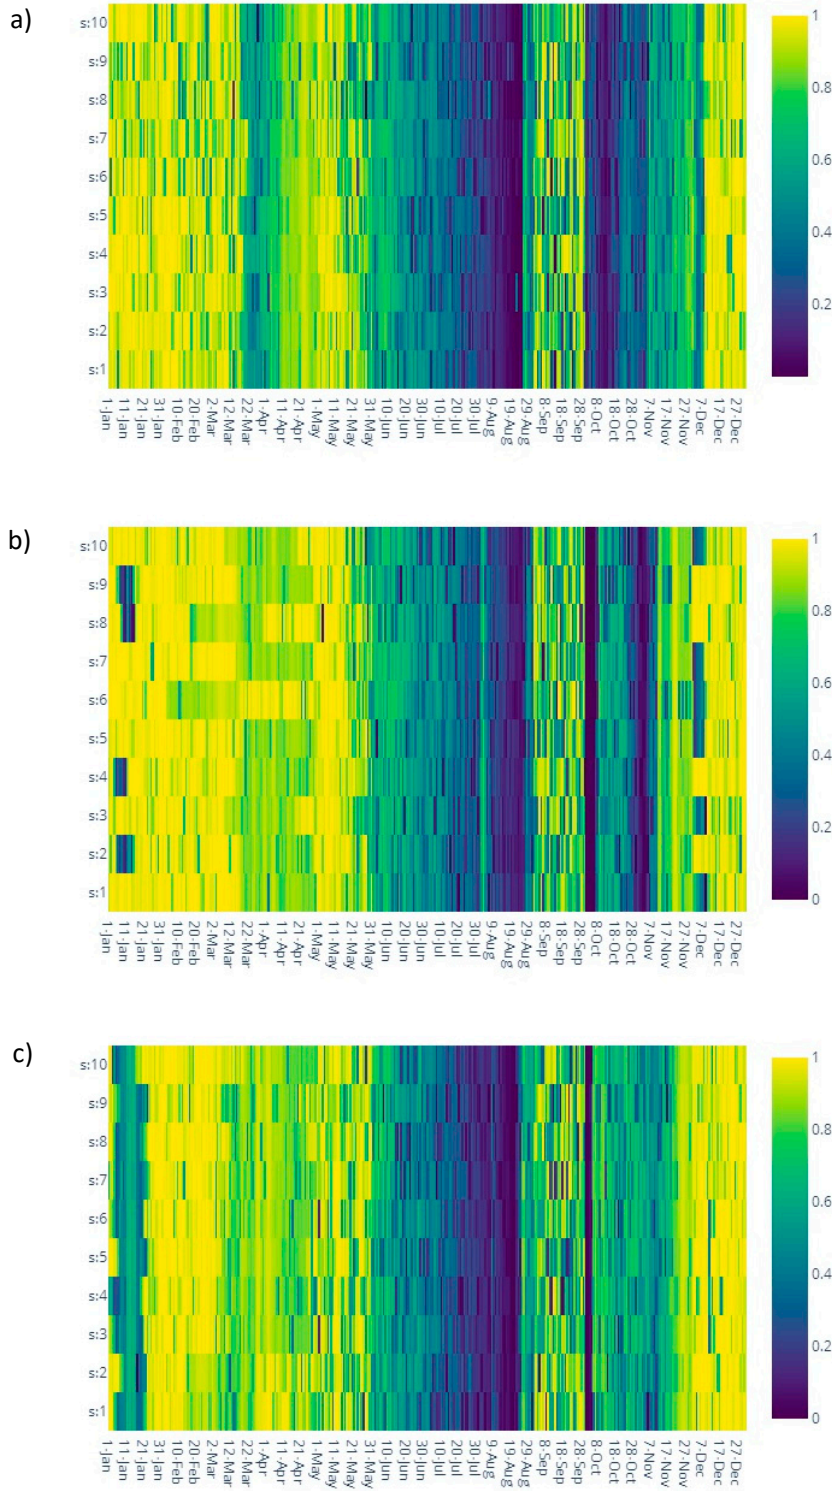 a)
s:10
s:9
s:8
s:7
s:6
s:5
s:4
s:3
s:2
s:1
1-Jan
11-Jan
21-Jan
31-Jan
10-Feb
20-Feb
2-Mar
12-Mar
22-Mar
1-Apr
11-Apr
21-Apr
1-May
11-May
21-May
31-May
10-Jun
20-Jun
30-Jun
10-Jul
20-Jul
30-Jul
9-Aug
19-Aug
29-Aug
8-Sep
18-Sep
28-Sep
8-Oct
18-Oct
28-Oct
7-Nov
17-Nov
27-Nov
7-Dec
17-Dec
27-Dec
1
0.8
0.6
0.4
0.2
b)
s:10
s:9
s:8
s:7
s:6
s:5
s:4
s:3
s:2
s:1
1-Jan
11-Jan
21-Jan
31-Jan
10-Feb
20-Feb
2-Mar
12-Mar
22-Mar
1-Apr
11-Apr
21-Apr
1-May
11-May
21-May
31-May
10-Jun
20-Jun
30-Jun
10-Jul
20-Jul
30-Jul
9-Aug
19-Aug
29-Aug
8-Sep
18-Sep
28-Sep
8-Oct
18-Oct
28-Oct
7-Nov
17-Nov
27-Nov
7-Dec
17-Dec
27-Dec
1
0.8
0.6
0.4
0.2
0
c)
s:10
s:9
s:8
s:7
s:6
s:5
s:4
s:3
s:2
s:1
1-Jan
11-Jan
21-Jan
31-Jan
10-Feb
20-Feb
2-Mar
12-Mar
22-Mar
1-Apr
11-Apr
21-Apr
1-May
11-May
21-May
31-May
10-Jun
20-Jun
30-Jun
10-Jul
20-Jul
30-Jul
9-Aug
19-Aug
29-Aug
8-Sep
18-Sep
28-Sep
8-Oct
18-Oct
28-Oct
7-Nov
17-Nov
27-Nov
7-Dec
17-Dec
27-Dec
1
0.8
0.6
0.4
0.2
0